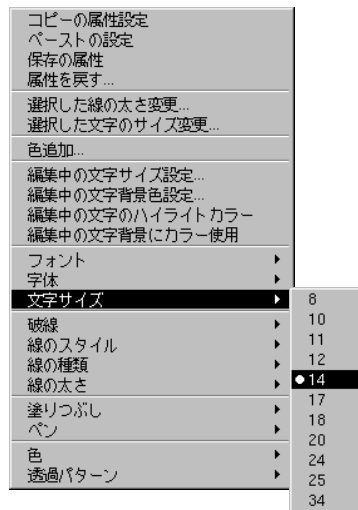 コピーの属性設定
ペーストの設定
保存の属性
属性を戻す...
選択した線の太さ変更...
選択した文字のサイズ変更...
色追加...
編集中の文字サイズ設定...
編集中の文字背景色設定...
編集中の文字のハイライトカラー
編集中の文字背景にカラー使用
フォント
字体
文字サイズ
破線
線のスタイル
線の種類
線の太さ
塗りつぶし
ペン
色
透過パターン
8
10
11
12
14
17
18
20
24
25
34